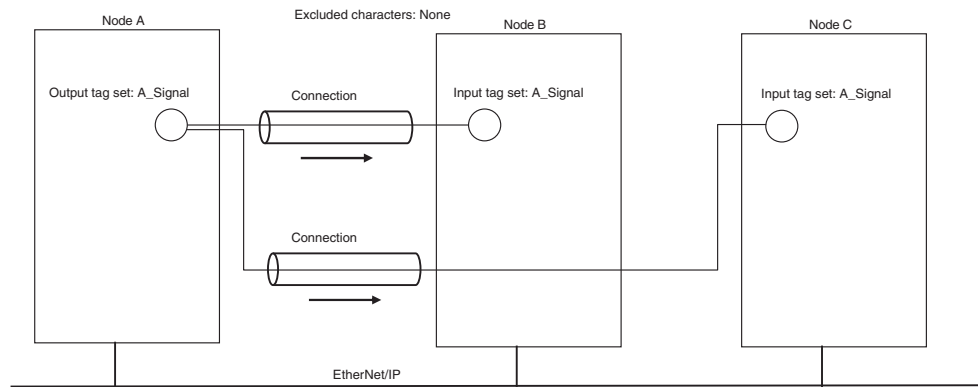 Excluded characters: None
Node A
Node B
Node C
Output tag set: A_Signal
Connection
Input tag set: A_Signal
Input tag set: A_Signal
Connection
EtherNet/IP